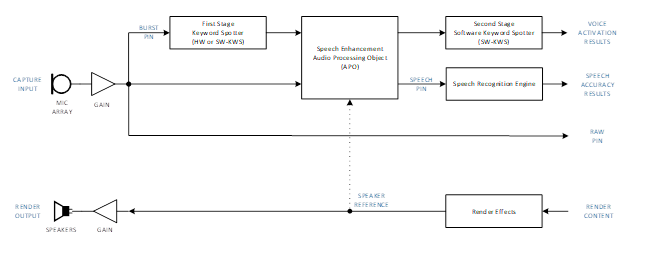 BURST
PIN
First Stage
Keyword Spotter
(HW or SW-KWS)
Second Stage
Software Keyword Spotter
(SW-KWS)
VOICE
ACTIVATION
RESULTS
Speech Enhancement
Audio Processing Object
(APO)
CAPTURE
INPUT
MIC
ARRAY
GAIN
SPEECH
PIN
Speech Recognition Engine
SPEECH
ACCURACY
RESULTS
RAW
PIN
SPEAKER
REFERENCE
RENDER
OUTPUT
SPEAKERS
GAIN
Render Effects
RENDER
CONTENT